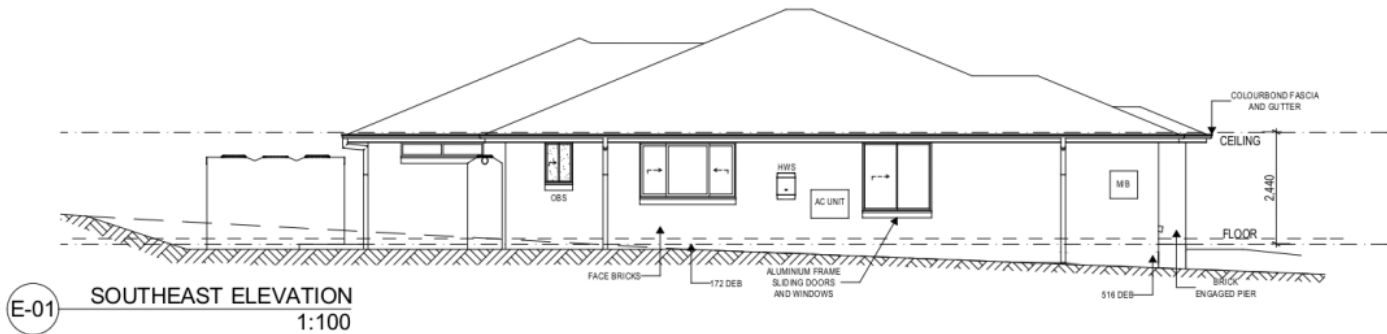 COLOURBOND FASCIA
AND GUTTER
CEILING
HWS
M/B
OBS
AC UNIT
2,440
FLOOR
FACE BRICKS
172 DEB
ALUMINIUM FRAME
SLIDING DOORS
AND WINDOWS
516 DEB
BRICK
ENGAGED PIER
E-01
SOUTHEAST ELEVATION
1:100